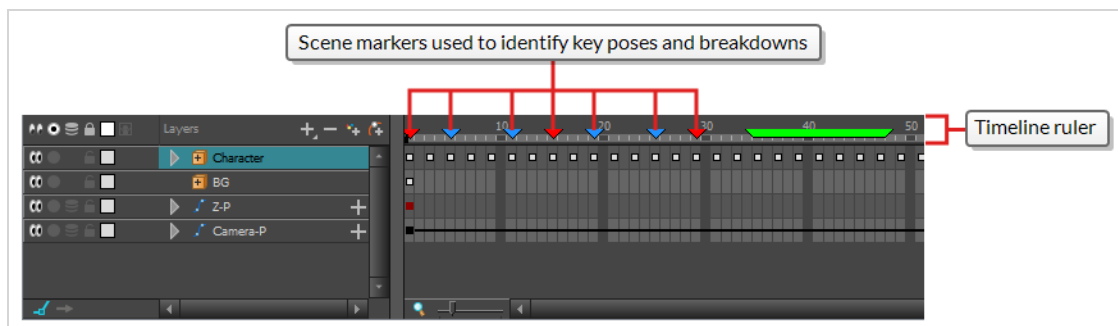 Scene markers used to identify key poses and breakdowns
Layers
10
20
30
40
50
Timeline ruler
Character
BG
Z-P
Camera-P